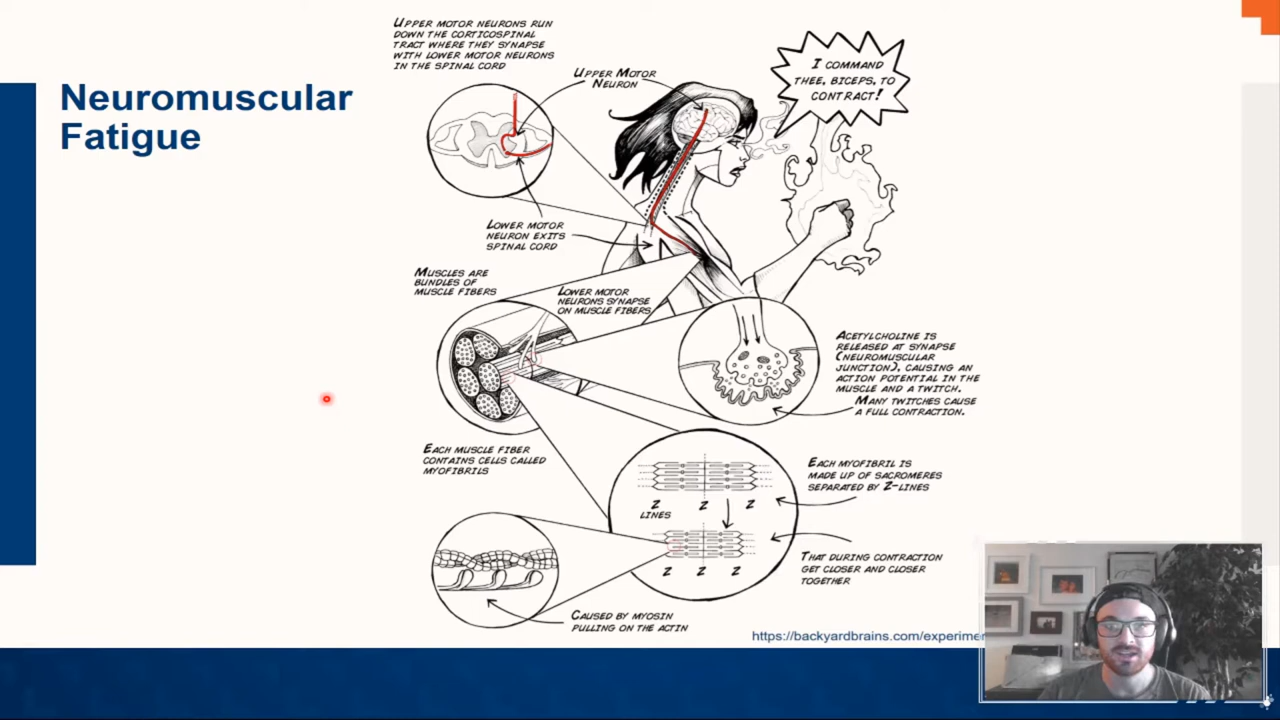 Neuromuscular
Fatigue
UPPER MOTOR NEURONS RUN
DOWN THE CORTICOSPINAL
TRACT WHERE THEY SYNAPSE
WITH LOWER MOTOR NEURONS
IN THE SPINAL CORD
UPPER MOTOR
NEURON
I COMMAND
THEE, BICEPS, TO
CONTRACT!
LOWER MOTOR
NEURON EXITS
SPINAL CORD
MUSCLES ARE
BUNDLES OF
MUSCLE FIBERS
LOWER MOTOR
NEURONS SYNAPSE
ON MUSCLE FIBERS
ACETYLCHOLINE IS
RELEASED AT SYNAPSE
(NEUROMUSCULAR
JUNCTION), CAUSING AN
ACTION POTENTIAL IN THE
MUSCLE AND A TWITCH.
MANY TWITCHES CAUSE
A FULL CONTRACTION.
EACH MUSCLE FIBER
CONTAINS CELLS CALLED
MYOFIBRILS
EACH MYOFIBRIL IS
MADE UP OF SACROMERES
SEPARATED BY Z-LINES
Z Z Z
LINES
Z Z Z
THAT DURING CONTRACTION
GET CLOSER AND CLOSER
TOGETHER
CAUSED BY MYOSIN
PULLING ON THE ACTIN
https://backyardbrains.com/experimen